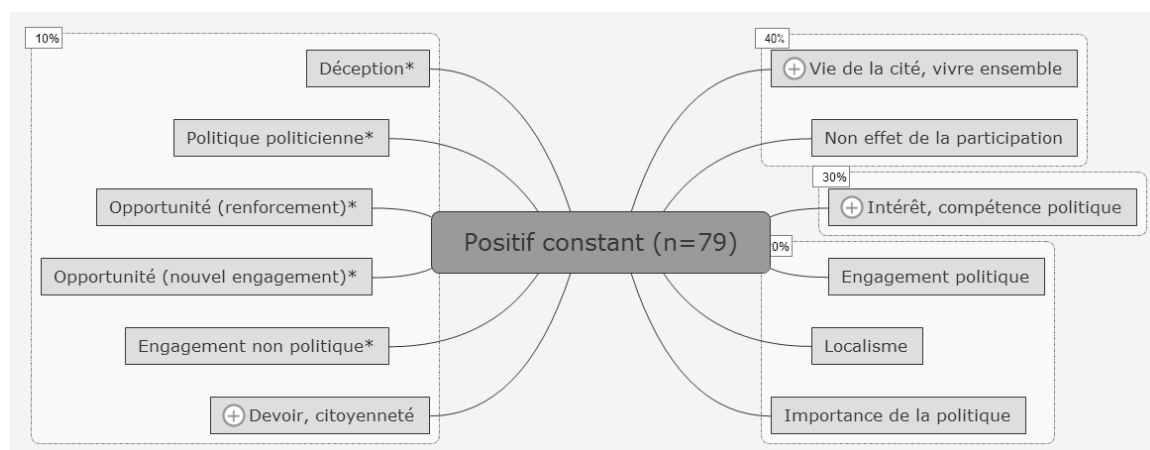 10%
Déception*
Politique politicienne*
Opportunité (renforcement)*
Opportunité (nouvel engagement)*
Engagement non politique*
Devoir, citoyenneté
Positif constant (n=79)
40%
Vie de la cité, vivre ensemble
Non effet de la participation
30%
Intérêt, compétence politique
0%
Engagement politique
Localisme
Importance de la politique